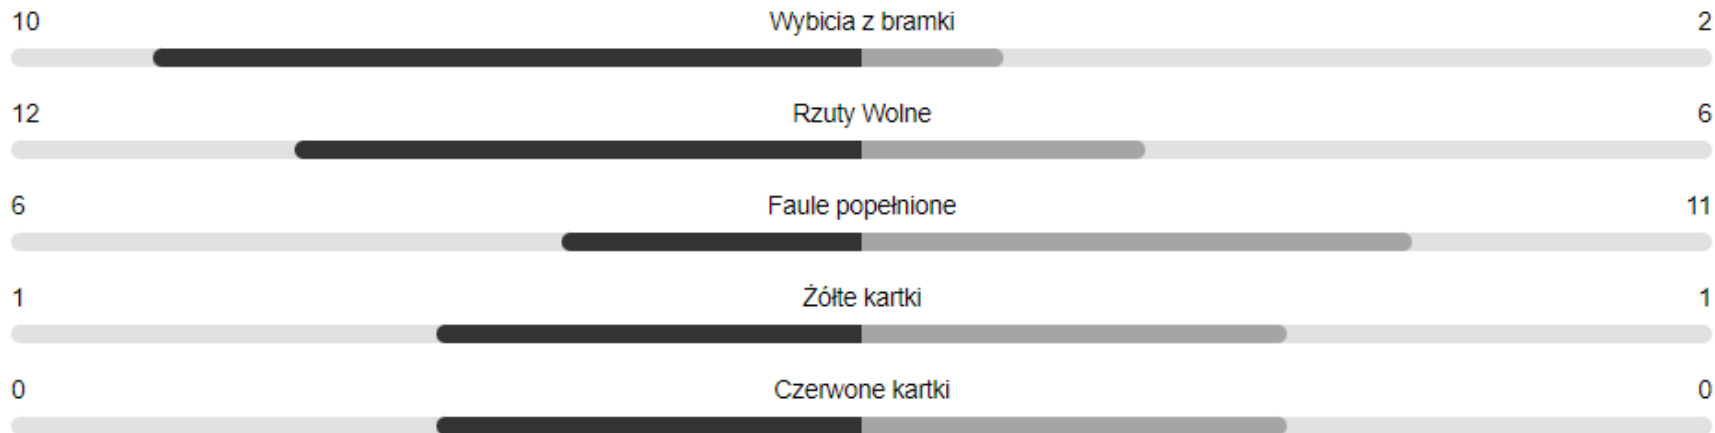 10 Wybicia z bramki 2
12 Rzuty Wolne 6
6 Faule popełnione 11
1 Żółte kartki 1
0 Czerwone kartki 0